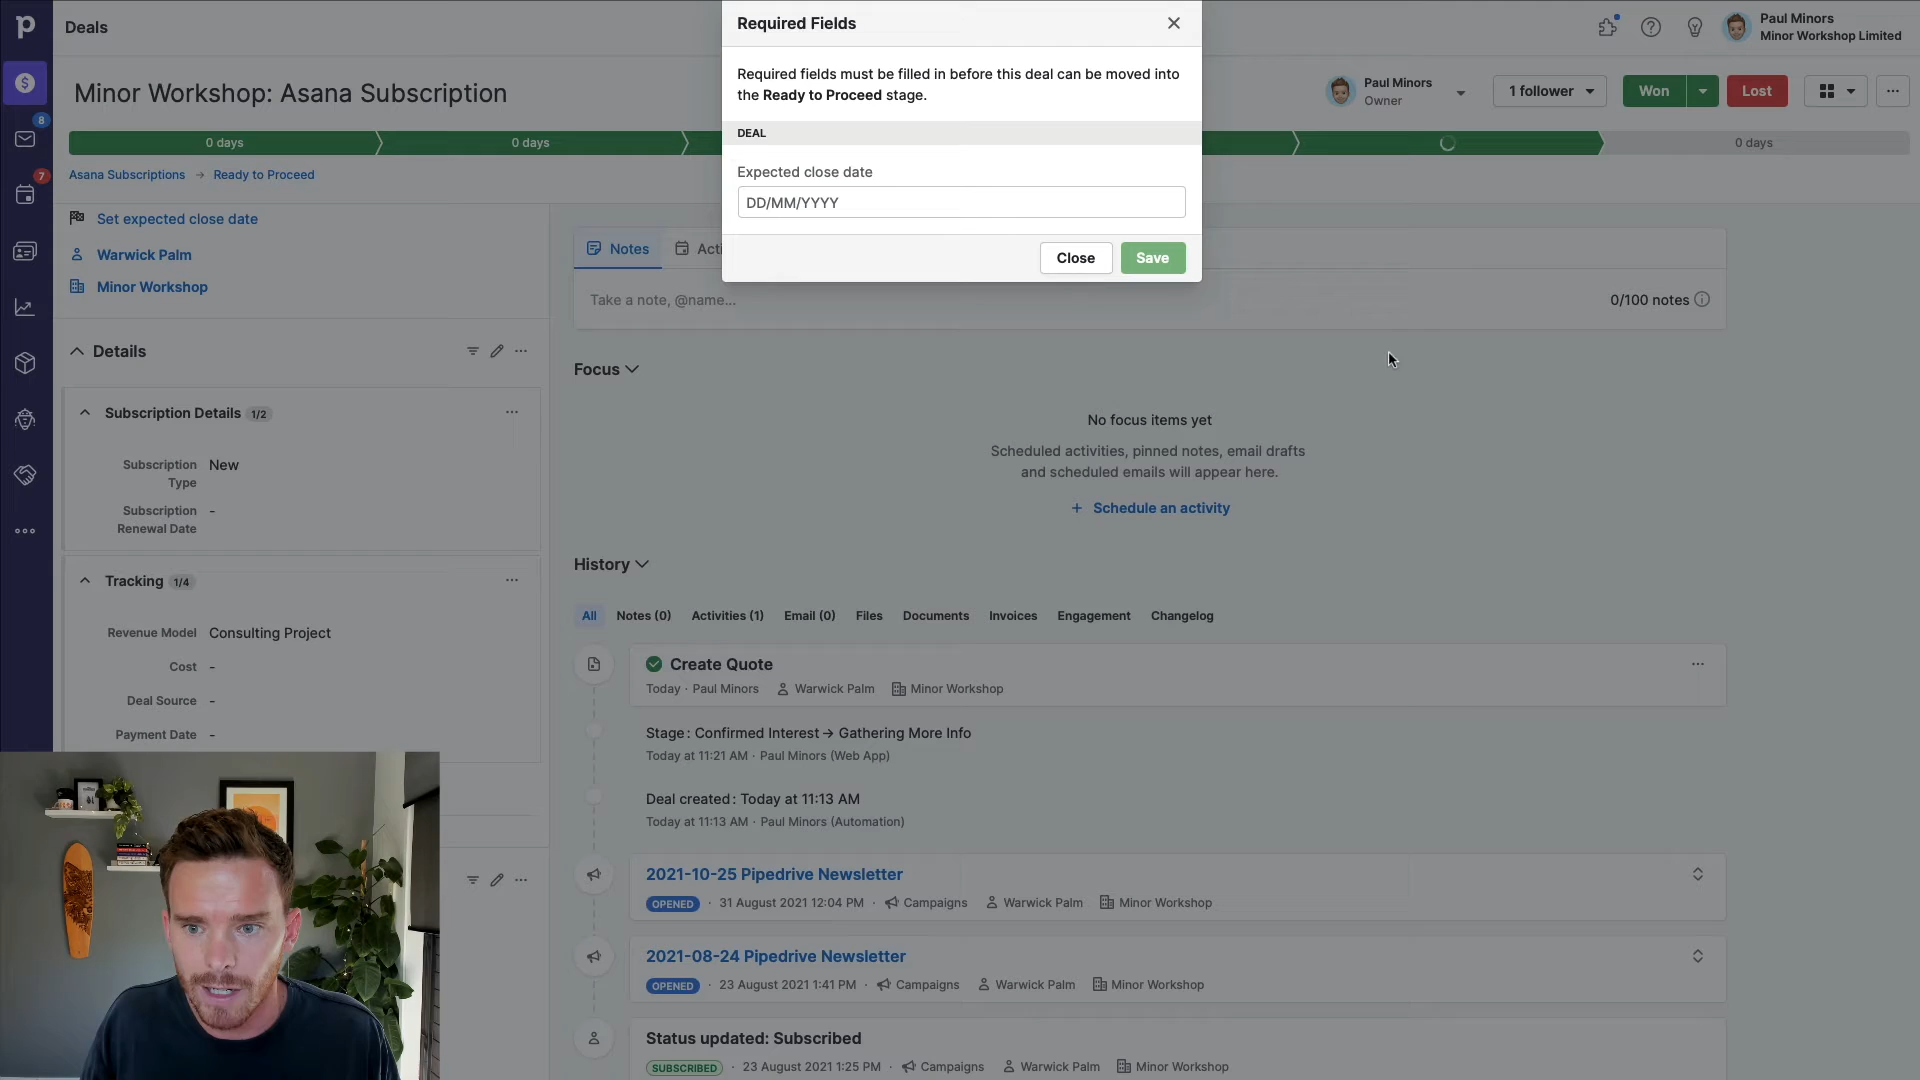 Deals
Paul Minors
Minor Workshop Limited
Required Fields
Required fields must be filled in before this deal can be moved into
the Ready to Proceed stage.
DEAL
Expected close date
DD/MM/YYYY
Close
Save
8
7
Minor Workshop: Asana Subscription
Paul Minors
Owner
1 follower
Won
Lost
0 days
0 days
0 days
Asana Subscriptions → Ready to Proceed
Set expected close date
Warwick Palm
Minor Workshop
Details
Subscription Details 1/2
Subscription Type New
Subscription Renewal Date -
Tracking 1/4
Revenue Model Consulting Project
Cost -
Deal Source -
Payment Date -
Notes
Acti
Take a note, @name...
0/100 notes
Focus
No focus items yet
Scheduled activities, pinned notes, email drafts
and scheduled emails will appear here.
+ Schedule an activity
History
All Notes (0) Activities (1) Email (0) Files Documents Invoices Engagement Changelog
Create Quote
Today · Paul Minors Warwick Palm Minor Workshop
Stage: Confirmed Interest → Gathering More Info
Today at 11:21 AM · Paul Minors (Web App)
Deal created: Today at 11:13 AM
Today at 11:13 AM · Paul Minors (Automation)
2021-10-25 Pipedrive Newsletter
OPENED · 31 August 2021 12:04 PM · Campaigns Warwick Palm Minor Workshop
2021-08-24 Pipedrive Newsletter
OPENED · 23 August 2021 1:41 PM · Campaigns Warwick Palm Minor Workshop
Status updated: Subscribed
SUBSCRIBED · 23 August 2021 1:25 PM · Campaigns Warwick Palm Minor Workshop